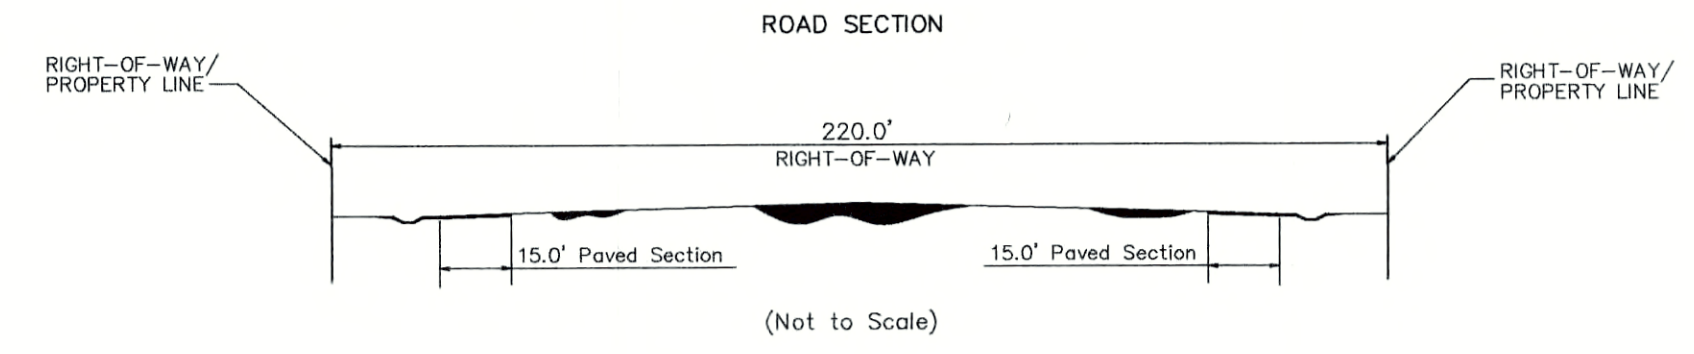 ROAD SECTION
RIGHT-OF-WAY/
PROPERTY LINE
RIGHT-OF-WAY/
PROPERTY LINE
220.0'
RIGHT-OF-WAY
15.0' Paved Section
15.0' Paved Section
(Not to Scale)